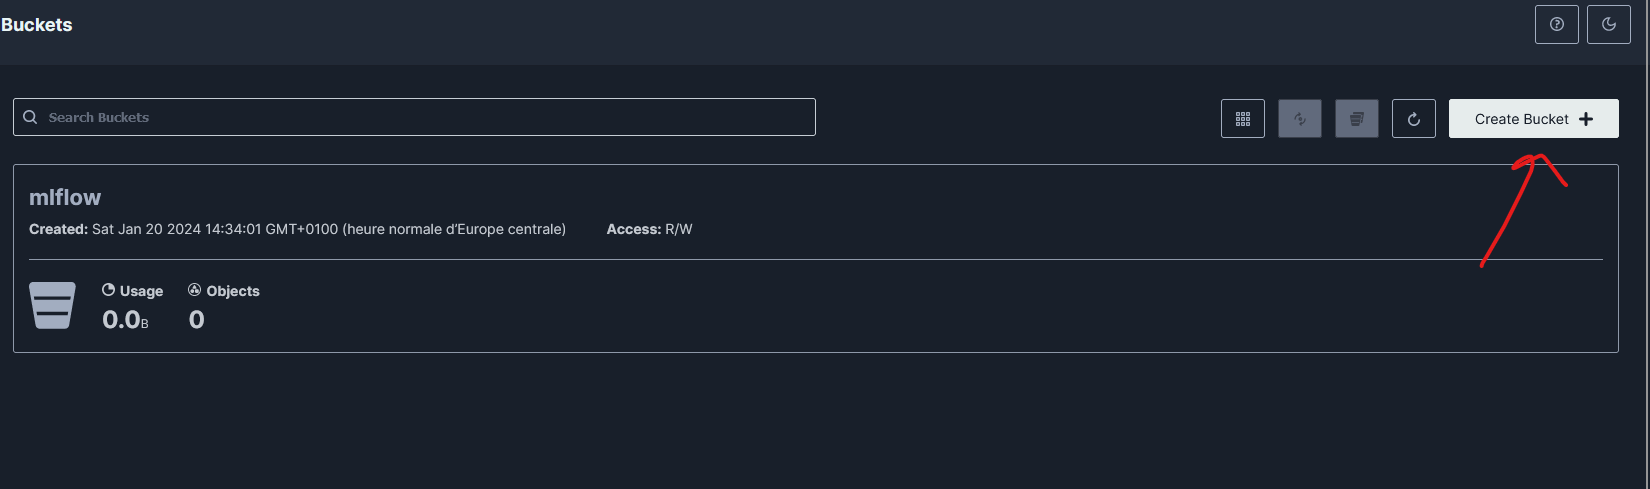 Buckets
Search Buckets
Create Bucket
mlflow
Created: Sat Jan 20 2024 14:34:01 GMT+0100 (heure normale d’Europe centrale) Access: R/W
Usage Objects
0.0B 0